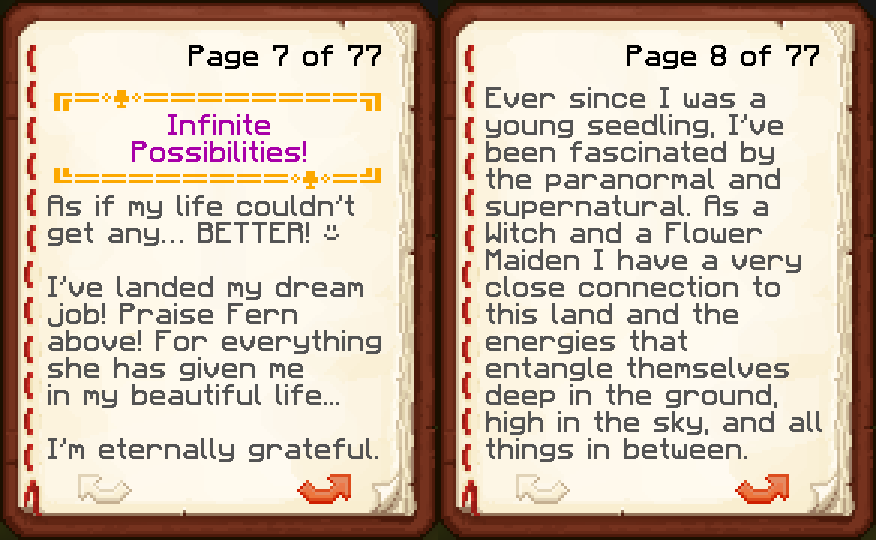 Page 7 of 77
Infinite
Possibilities!
As if my life couldn't
get any... BETTER! ☺
I've landed my dream
job! Praise Fern
above! For everything
she has given me
in my beautiful life...
I'm eternally grateful.
Page 8 of 77
Ever since I was a
young seedling, I've
been fascinated by
the paranormal and
supernatural. As a
Witch and a Flower
Maiden I have a very
close connection to
this land and the
energies that
entangle themselves
deep in the ground,
high in the sky, and all
things in between.